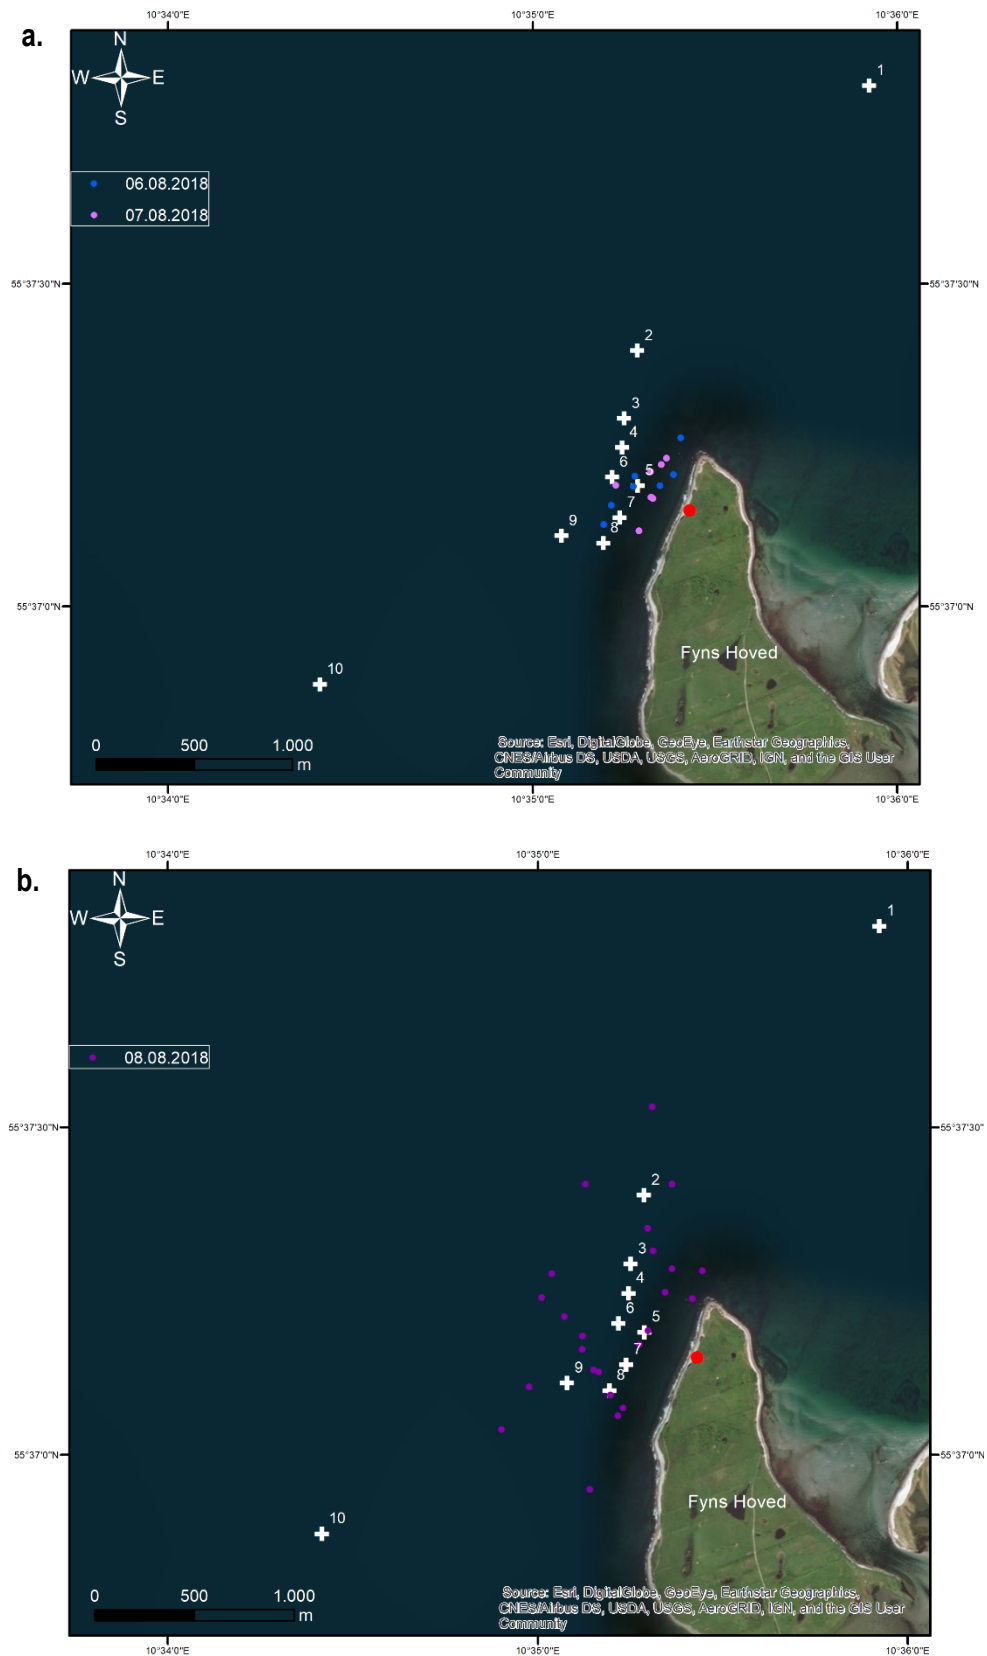 a.
10°34'0"E 10°35'0"E 10°36'0"E
N
W E
S
1
06.08.2018
07.08.2018
55°37'30"N 55°37'30"N
2
3
4
6 5
7
9 8
55°37'0"N 55°37'0"N
Fyns Hoved
10
0 500 1.000
m
Source: Esri, DigitalGlobe, GeoEye, Earthstar Geographics,
CNES/Airbus DS, USDA, USGS, AeroGRID, IGN, and the GIS User
Community
10°34'0"E 10°35'0"E 10°36'0"E
b.
10°34'0"E 10°35'0"E 10°36'0"E
N
W E
S
1
08.08.2018
55°37'30"N 55°37'30"
2
3
4
6 5
7
9 8
55°37'0"N 55°37'0"N
Fyns Hoved
10
0 500 1.000
m
Source: Esri, DigitalGlobe, GeoEye, Earthstar Geographics,
CNES/Airbus DS, USDA, USGS, AeroGRID, IGN, and the GIS User
Community
10°34'0"E 10°35'0"E 10°36'0"E